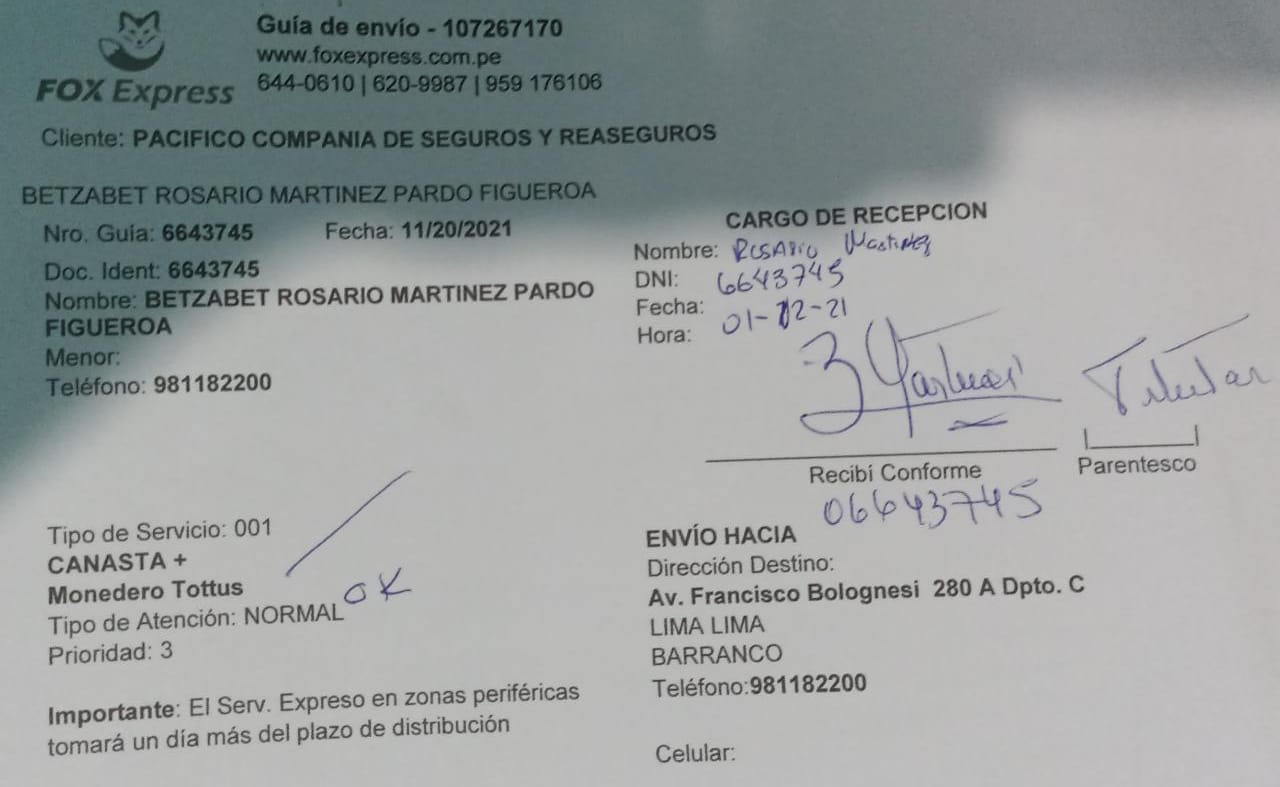 FOX Express
Guía de envío - 107267170
www.foxexpress.com.pe
644-0610 | 620-9987 | 959 176106
Cliente: PACIFICO COMPANIA DE SEGUROS Y REASEGUROS
BETZABET ROSARIO MARTINEZ PARDO FIGUEROA
Nro. Guía: 6643745 Fecha: 11/20/2021
Doc. Ident: 6643745
Nombre: BETZABET ROSARIO MARTINEZ PARDO
FIGUEROA
Menor:
Teléfono: 981182200
CARGO DE RECEPCION
Nombre: ROSARIO Martinez
DNI: 6643745
Fecha: 01-12-21
Hora:
Titular
Recibí Conforme
Parentesco
06643745
Tipo de Servicio: 001
CANASTA +
Monedero Tottus
Tipo de Atención: NORMAL OK
Prioridad: 3
Importante: El Serv. Expreso en zonas periféricas
tomará un día más del plazo de distribución
ENVÍO HACIA
Dirección Destino:
Av. Francisco Bolognesi 280 A Dpto. C
LIMA LIMA
BARRANCO
Teléfono:981182200
Celular: